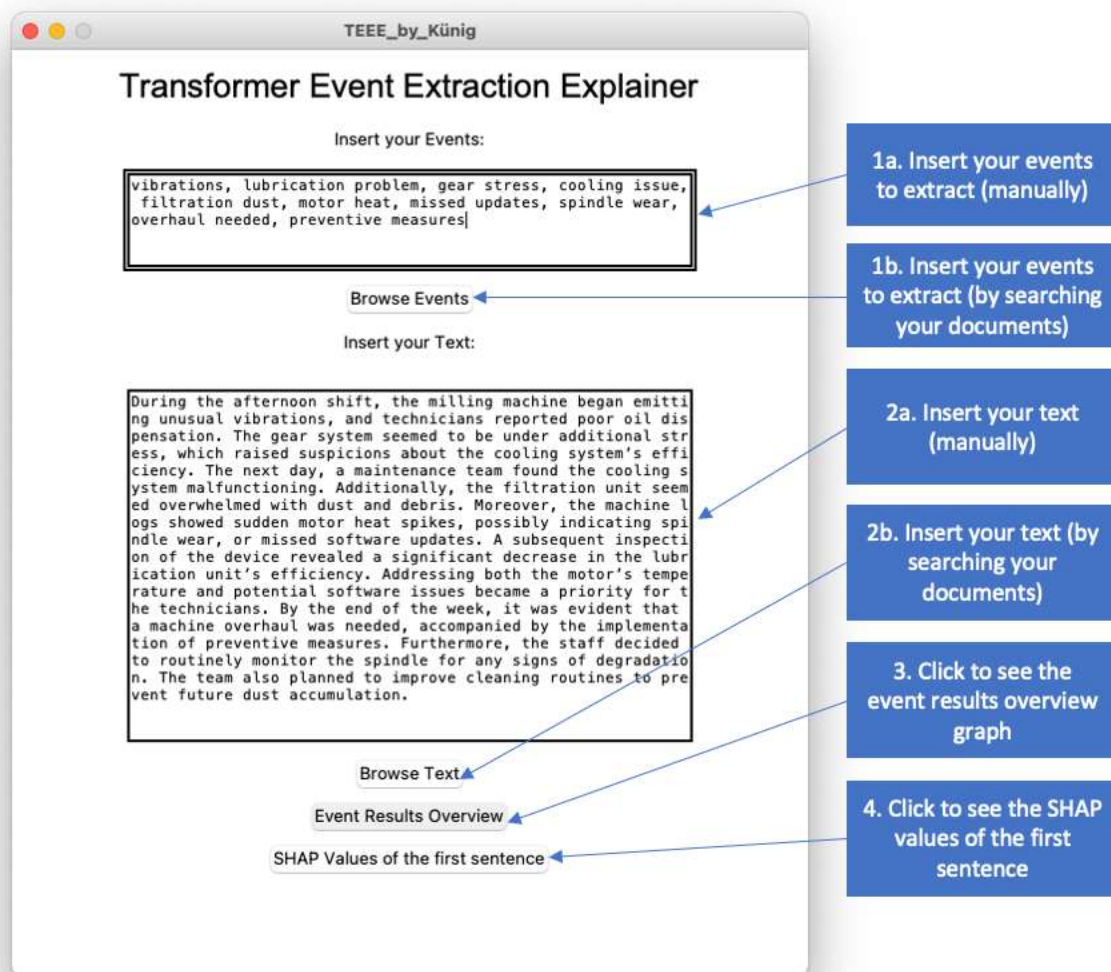 TEEE_by_Künig
Transformer Event Extraction Explainer
Insert your Events:
vibrations, lubrication problem, gear stress, cooling issue,
filtration dust, motor heat, missed updates, spindle wear,
overhaul needed, preventive measures
Browse Events
Insert your Text:
During the afternoon shift, the milling machine began emitti
ng unusual vibrations, and technicians reported poor oil dis
pensation. The gear system seemed to be under additional str
ess, which raised suspicions about the cooling system's effi
ciency. The next day, a maintenance team found the cooling s
ystem malfunctioning. Additionally, the filtration unit seem
ed overwhelmed with dust and debris. Moreover, the machine l
ogs showed sudden motor heat spikes, possibly indicating spi
ndle wear, or missed software updates. A subsequent inspecti
on of the device revealed a significant decrease in the lubr
ication unit's efficiency. Addressing both the motor's tempe
rature and potential software issues became a priority for t
he technicians. By the end of the week, it was evident that
a machine overhaul was needed, accompanied by the implementa
tion of preventive measures. Furthermore, the staff decided
to routinely monitor the spindle for any signs of degradatio
n. The team also planned to improve cleaning routines to pre
vent future dust accumulation.
Browse Text
Event Results Overview
SHAP Values of the first sentence
1a. Insert your events
to extract (manually)
1b. Insert your events
to extract (by searching
your documents)
2a. Insert your text
(manually)
2b. Insert your text (by
searching your
documents)
3. Click to see the
event results overview
graph
4. Click to see the SHAP
values of the first
sentence